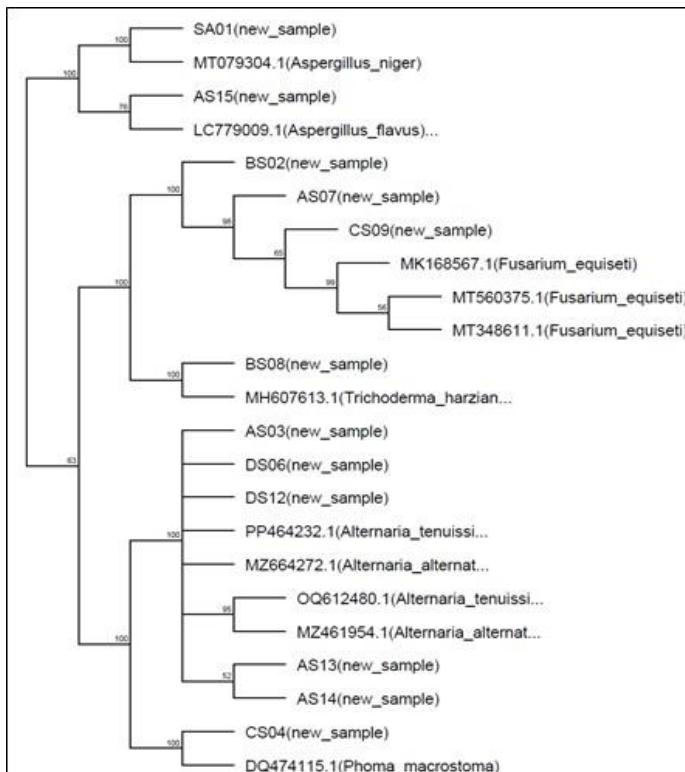 SA01(new_sample)
100
MT079304.1(Aspergillus_niger)
100
AS15(new_sample)
76
LC779009.1(Aspergillus_flavus)...
BS02(new_sample)
100
AS07(new_sample)
98
CS09(new_sample)
65
MK168567.1(Fusarium_equiseti)
99
MT560375.1(Fusarium_equiseti)
56
MT348611.1(Fusarium_equiseti)
100
BS08(new_sample)
100
MH607613.1(Trichoderma_harzian...
AS03(new_sample)
63
DS06(new_sample)
DS12(new_sample)
100
PP464232.1(Alternaria_tenuissi...
MZ664272.1(Alternaria_alternat...
OQ612480.1(Alternaria_tenuissi...
95
MZ461954.1(Alternaria_alternat...
100
AS13(new_sample)
52
AS14(new_sample)
CS04(new_sample)
100
DQ474115.1(Phoma_macrostoma)